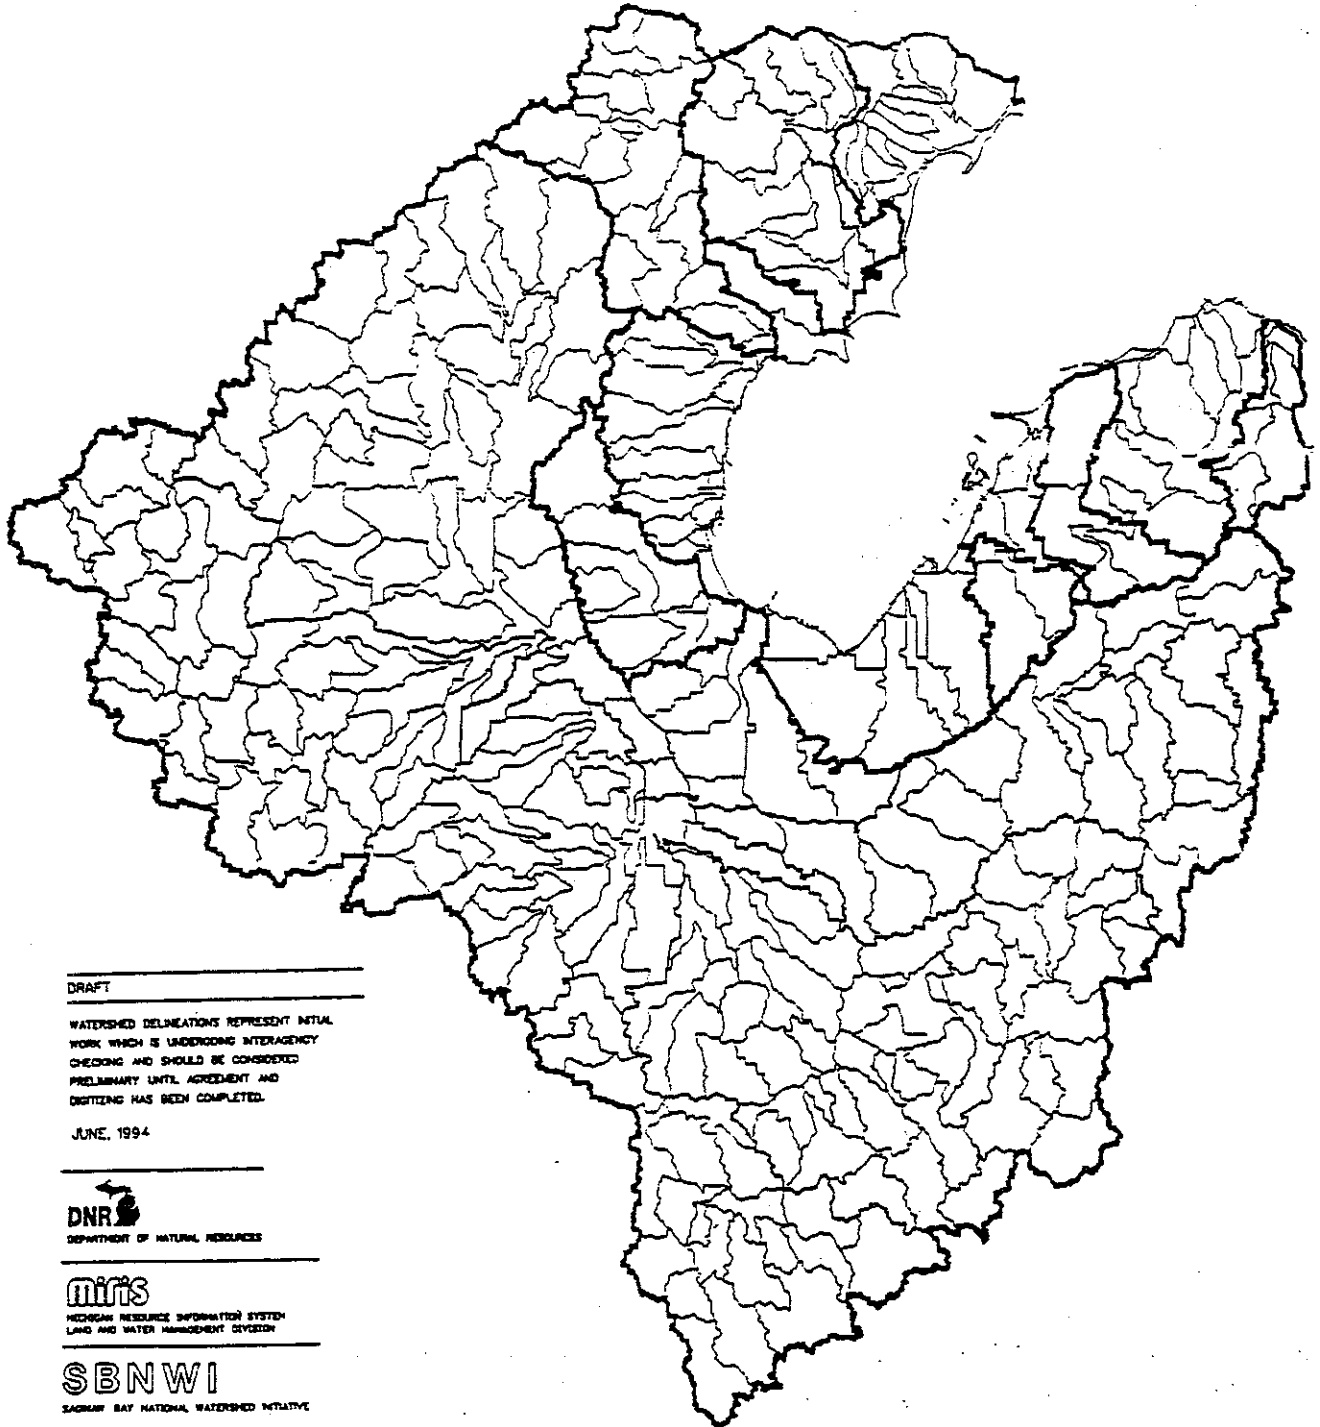 DRAFT
WATERSHED DELINEATIONS REPRESENT INITIAL
WORK WHICH IS UNDERGOING INTERAGENCY
CHECKING AND SHOULD BE CONSIDERED
PRELIMINARY UNTIL AGREEMENT AND
DIGITIZING HAS BEEN COMPLETED.
JUNE, 1994
DNR
DEPARTMENT OF NATURAL RESOURCES
miris
MICHIGAN RESOURCE INFORMATION SYSTEM
LAND AND WATER MANAGEMENT DIVISION
SBNWI
SAGINAW BAY NATIONAL WATERSHED INITIATIVE